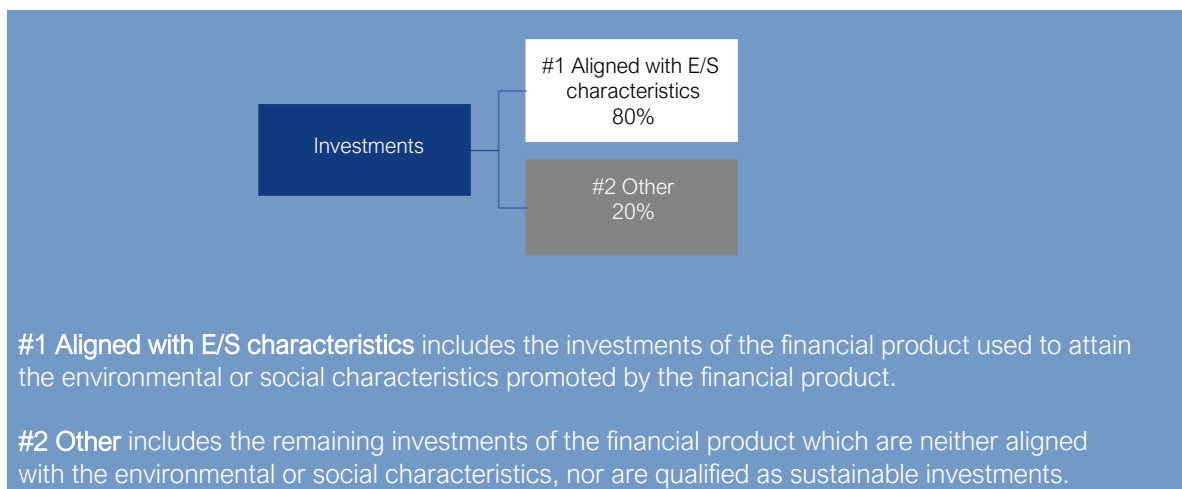 #1 Aligned with E/S
characteristics
80%
Investments
#2 Other
20%
#1 Aligned with E/S characteristics includes the investments of the financial product used to attain
the environmental or social characteristics promoted by the financial product.
#2 Other includes the remaining investments of the financial product which are neither aligned
with the environmental or social characteristics, nor are qualified as sustainable investments.